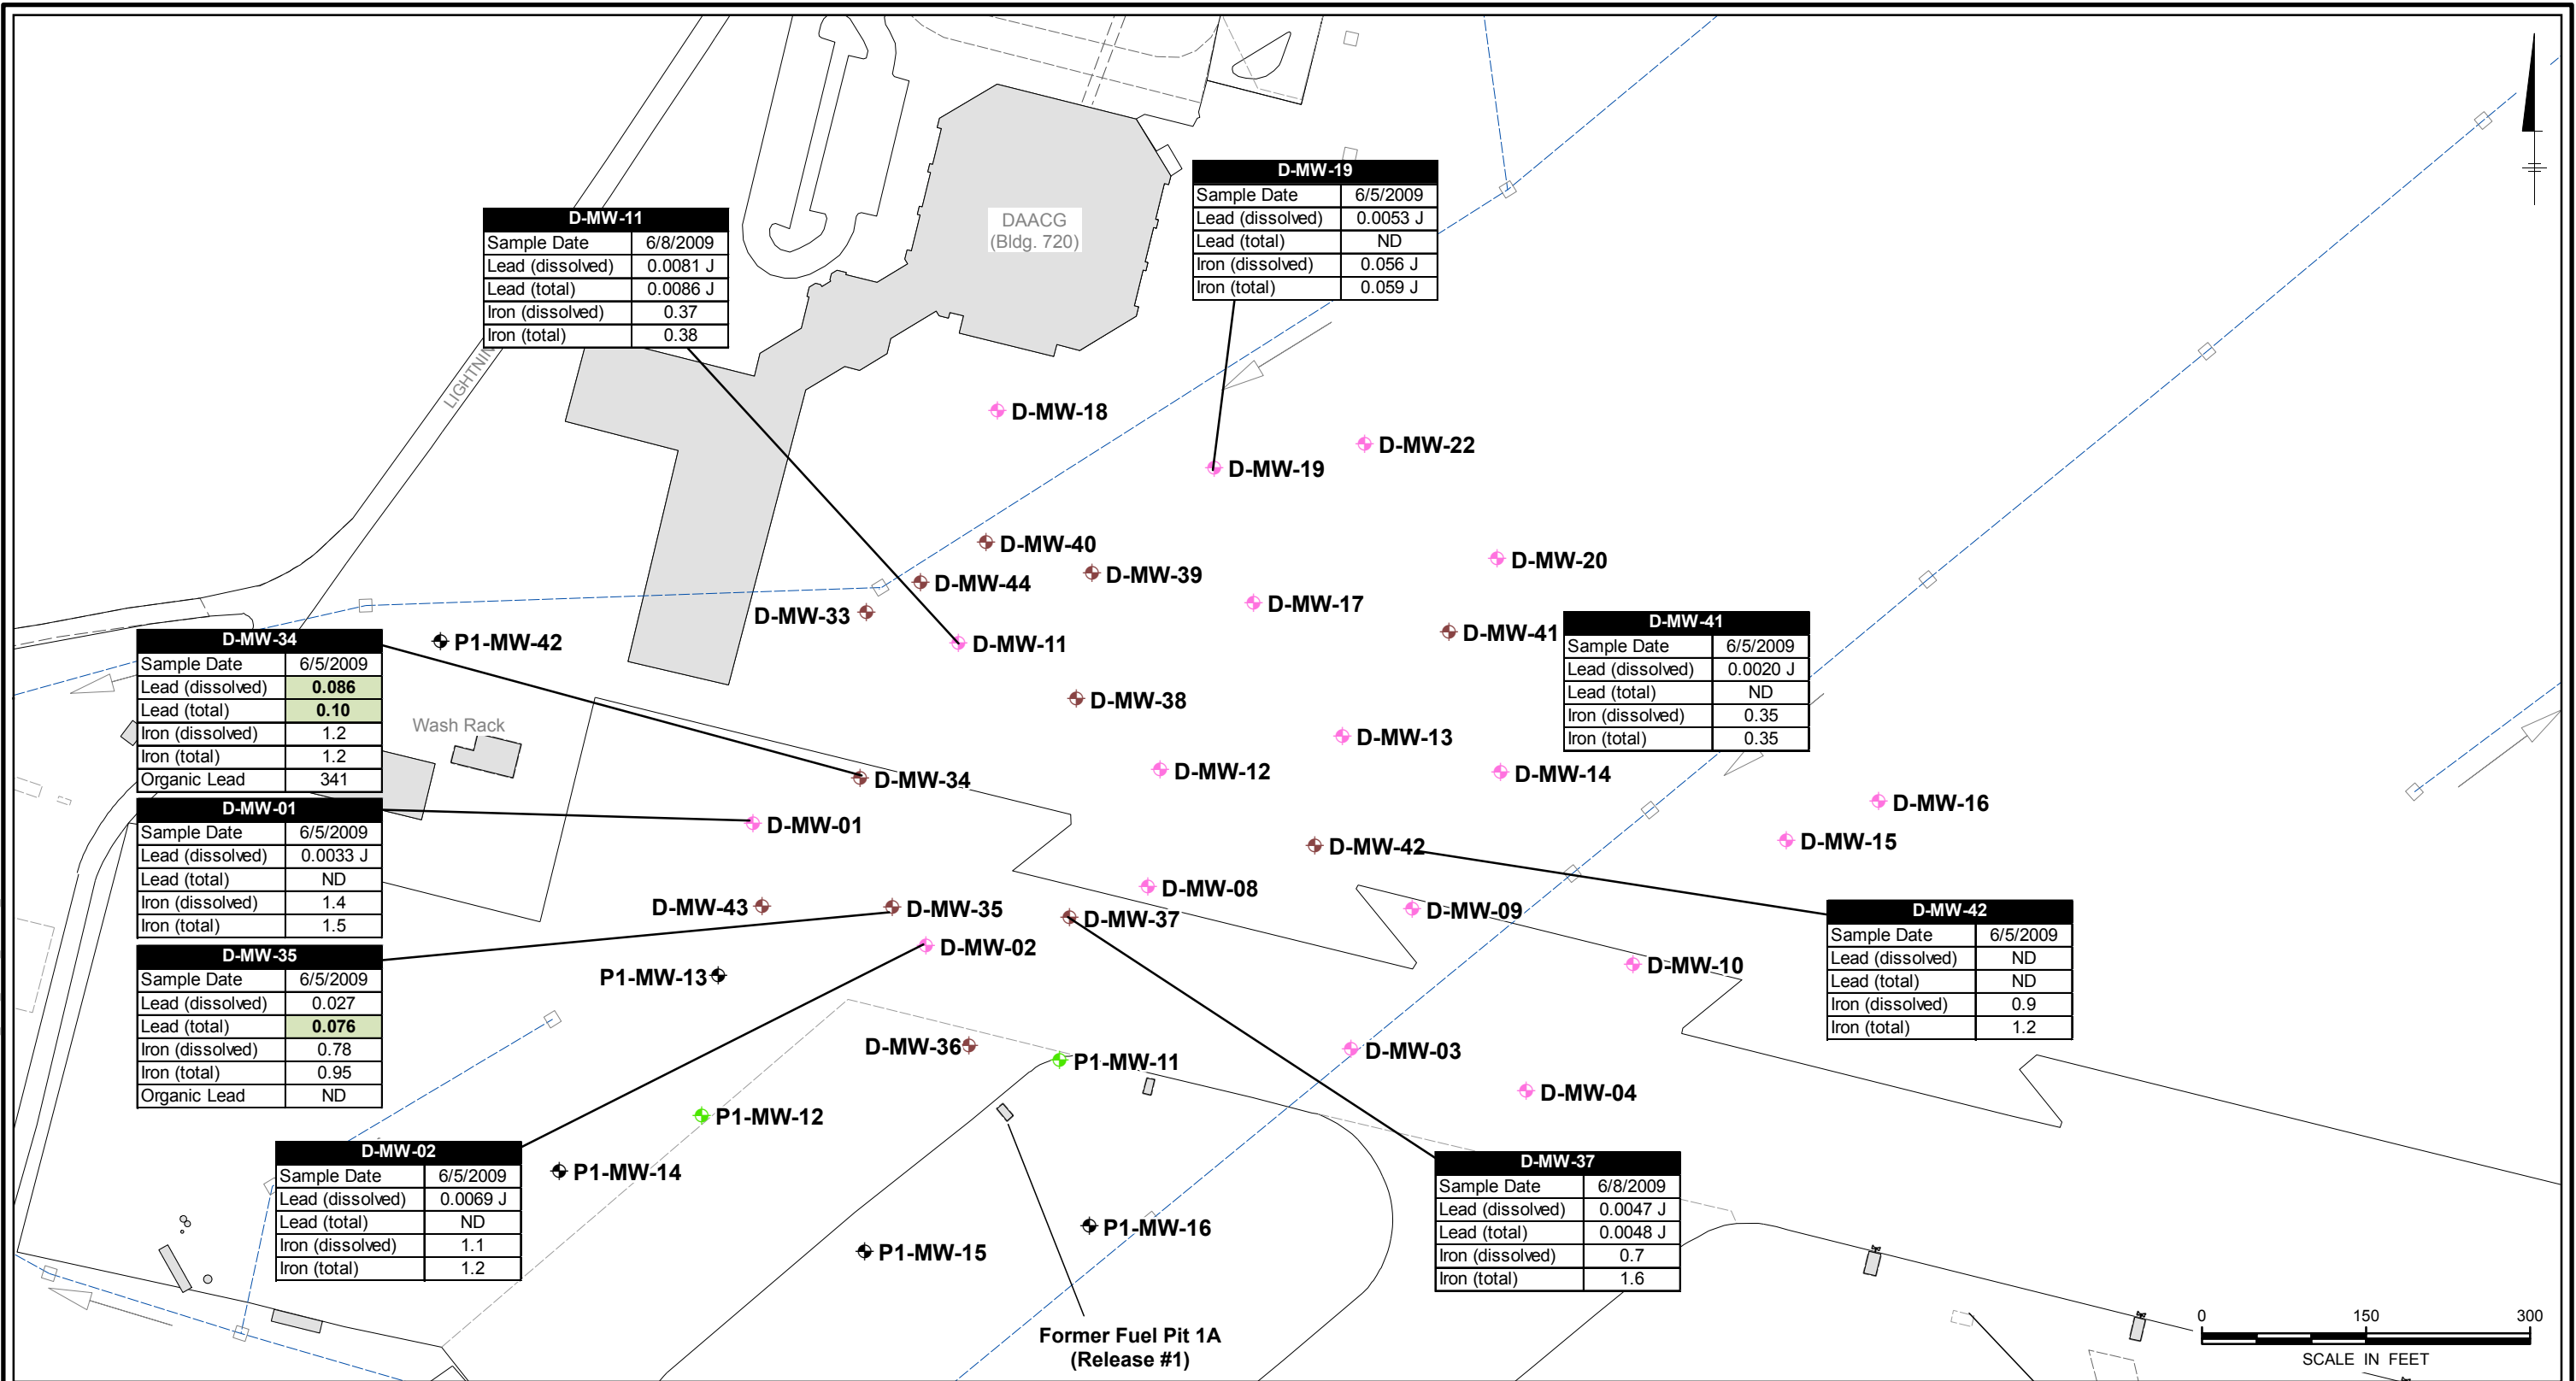 DAACG
(Bldg. 720)
D-MW-19
Sample Date 6/5/2009
Lead (dissolved) 0.0053 J
Lead (total) ND
Iron (dissolved) 0.056 J
Iron (total) 0.059 J
D-MW-11
Sample Date 6/8/2009
Lead (dissolved) 0.0081 J
Lead (total) 0.0086 J
Iron (dissolved) 0.37
Iron (total) 0.38
D-MW-18
D-MW-22
D-MW-19
D-MW-40
D-MW-39
D-MW-20
D-MW-44
D-MW-33
D-MW-17
D-MW-41
P1-MW-42
D-MW-11
D-MW-41
Sample Date 6/5/2009
Lead (dissolved) 0.0020 J
Lead (total) ND
Iron (dissolved) 0.35
Iron (total) 0.35
D-MW-34
Sample Date 6/5/2009
Lead (dissolved) 0.086
Lead (total) 0.10
Iron (dissolved) 1.2
Iron (total) 1.2
Organic Lead 341
Wash Rack
D-MW-38
D-MW-13
D-MW-12
D-MW-14
D-MW-34
D-MW-16
D-MW-01
D-MW-15
D-MW-42
D-MW-01
Sample Date 6/5/2009
Lead (dissolved) 0.0033 J
Lead (total) ND
Iron (dissolved) 1.4
Iron (total) 1.5
D-MW-08
D-MW-43
D-MW-35
D-MW-37
D-MW-09
D-MW-02
D-MW-10
P1-MW-13
D-MW-42
Sample Date 6/5/2009
Lead (dissolved) ND
Lead (total) ND
Iron (dissolved) 0.9
Iron (total) 1.2
D-MW-35
Sample Date 6/5/2009
Lead (dissolved) 0.027
Lead (total) 0.076
Iron (dissolved) 0.78
Iron (total) 0.95
Organic Lead ND
D-MW-36
P1-MW-11
D-MW-03
D-MW-04
P1-MW-12
P1-MW-14
D-MW-02
Sample Date 6/5/2009
Lead (dissolved) 0.0069 J
Lead (total) ND
Iron (dissolved) 1.1
Iron (total) 1.2
P1-MW-16
P1-MW-15
D-MW-37
Sample Date 6/8/2009
Lead (dissolved) 0.0047 J
Lead (total) 0.0048 J
Iron (dissolved) 0.7
Iron (total) 1.6
Former Fuel Pit 1A
(Release #1)
0 150 300
SCALE IN FEET